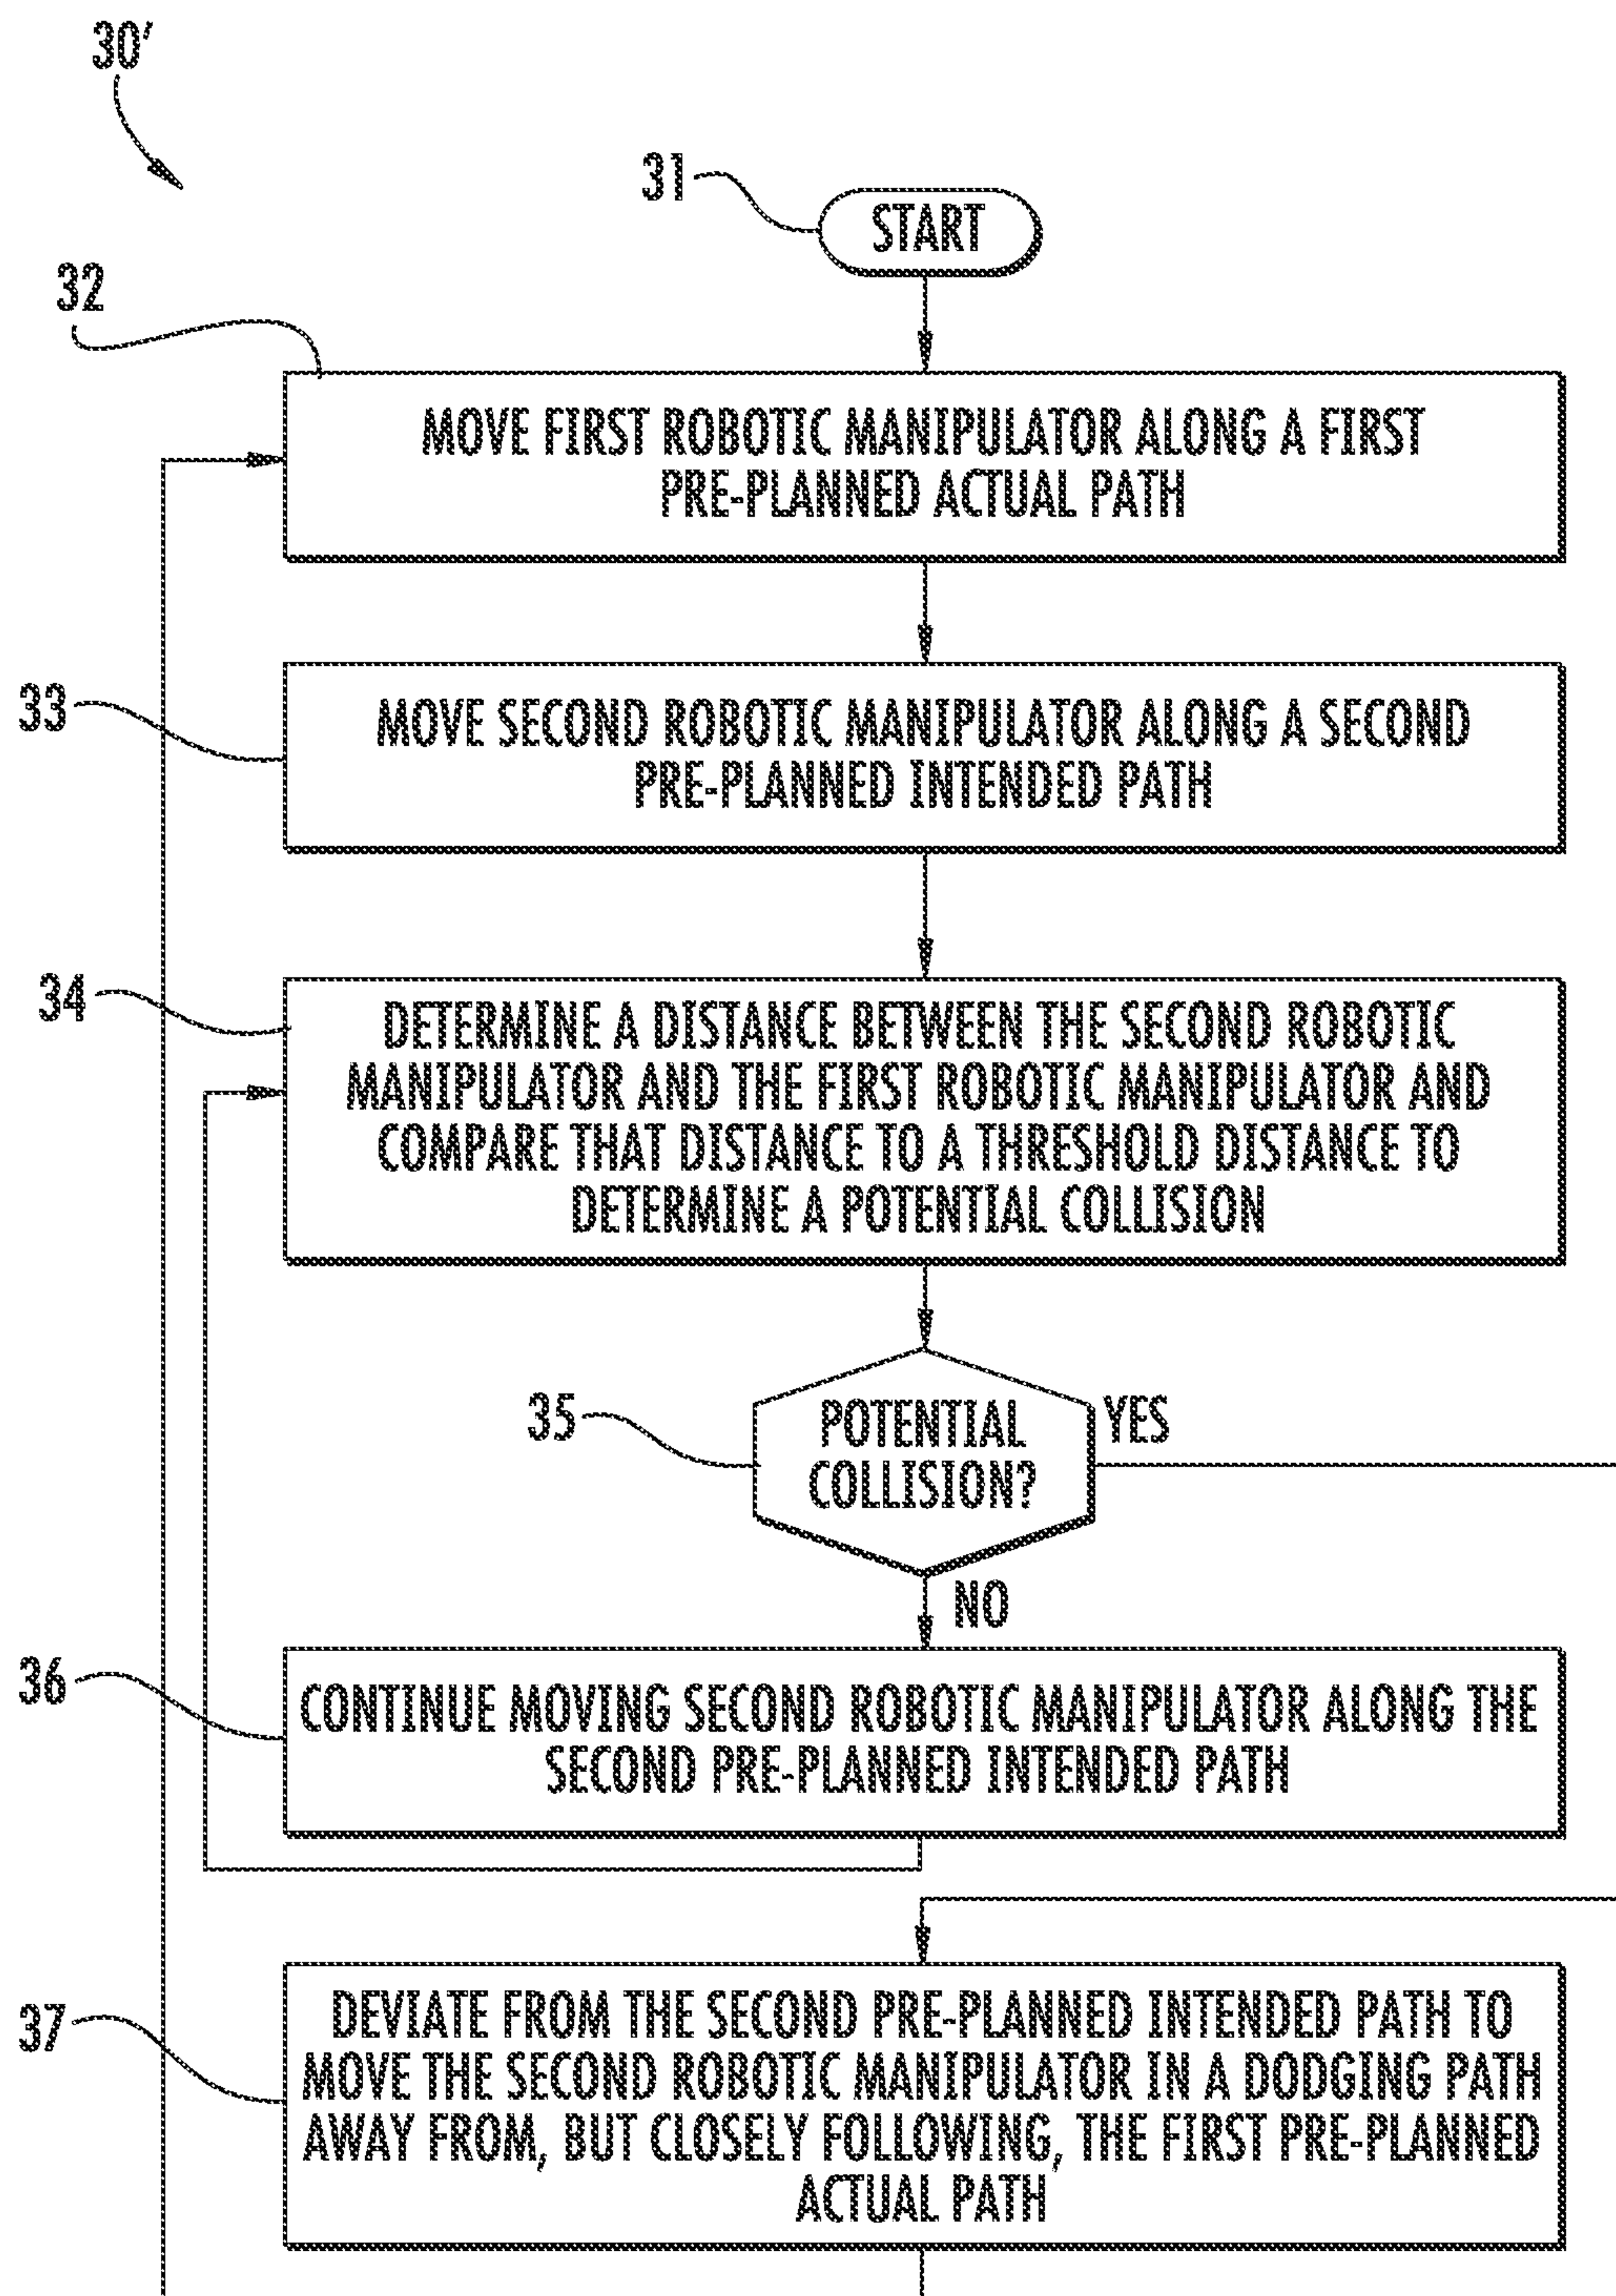 30'
31
START
32
MOVE FIRST ROBOTIC MANIPULATOR ALONG A FIRST
PRE-PLANNED ACTUAL PATH
33
MOVE SECOND ROBOTIC MANIPULATOR ALONG A SECOND
PRE-PLANNED INTENDED PATH
34
DETERMINE A DISTANCE BETWEEN THE SECOND ROBOTIC
MANIPULATOR AND THE FIRST ROBOTIC MANIPULATOR AND
COMPARE THAT DISTANCE TO A THRESHOLD DISTANCE TO
DETERMINE A POTENTIAL COLLISION
35
POTENTIAL
COLLISION?
YES
NO
36
CONTINUE MOVING SECOND ROBOTIC MANIPULATOR ALONG THE
SECOND PRE-PLANNED INTENDED PATH
37
DEVIATE FROM THE SECOND PRE-PLANNED INTENDED PATH TO
MOVE THE SECOND ROBOTIC MANIPULATOR IN A DODGING PATH
AWAY FROM, BUT CLOSELY FOLLOWING, THE FIRST PRE-PLANNED
ACTUAL PATH